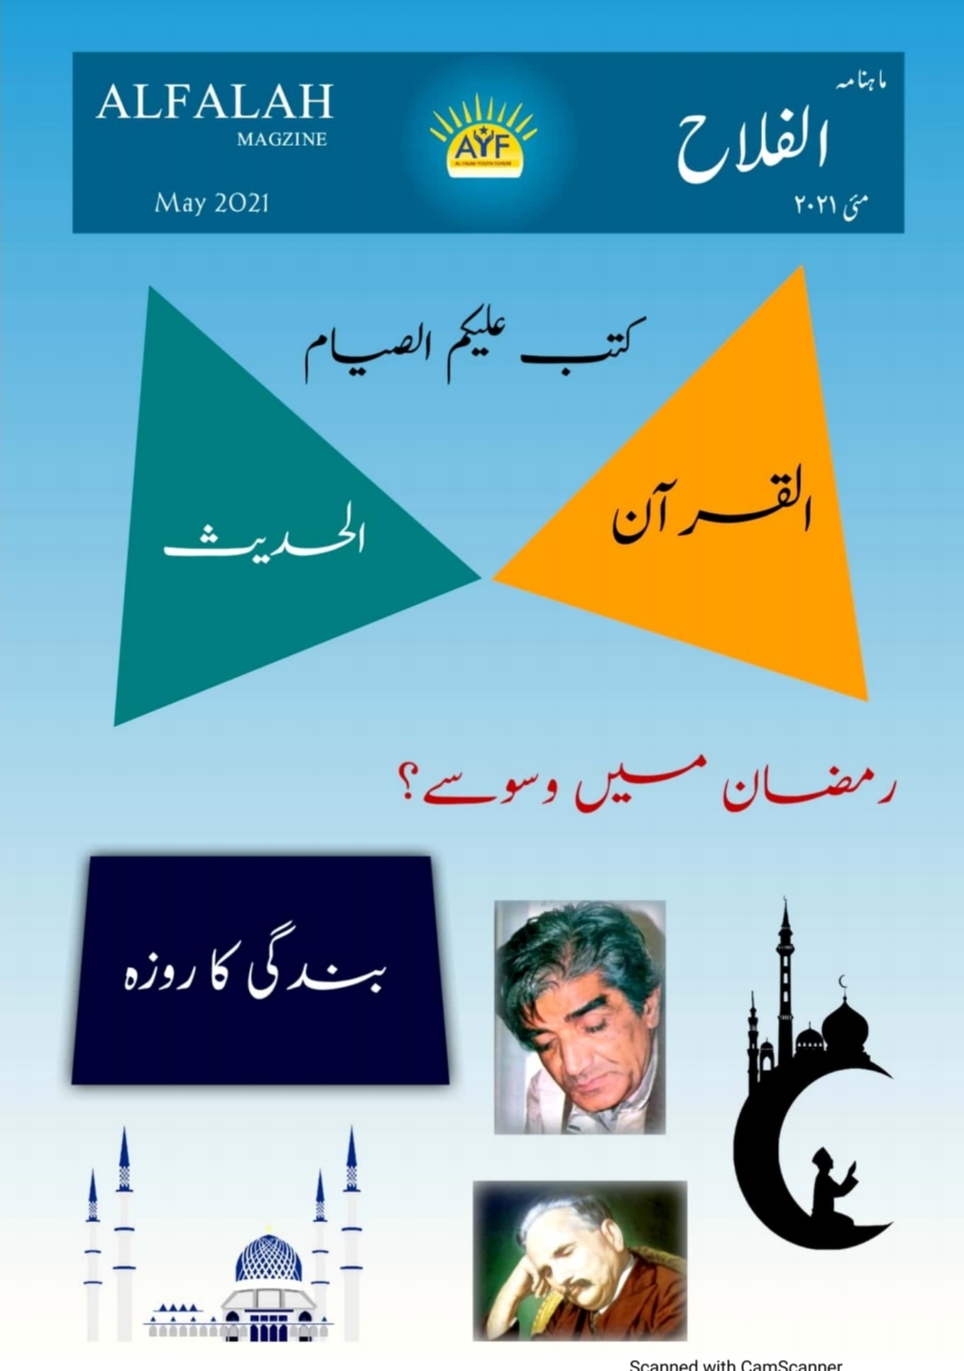 ALFALAH
MAGZINE
May 2021
AYF
ماہنامہ
الفلاح
مئی ۲۰۲۱
کتب علیکم الصیام
القرآن
الحدیث
رمضان میں وسوسے؟
بندگی کا روزہ
Scanned with CamScanner